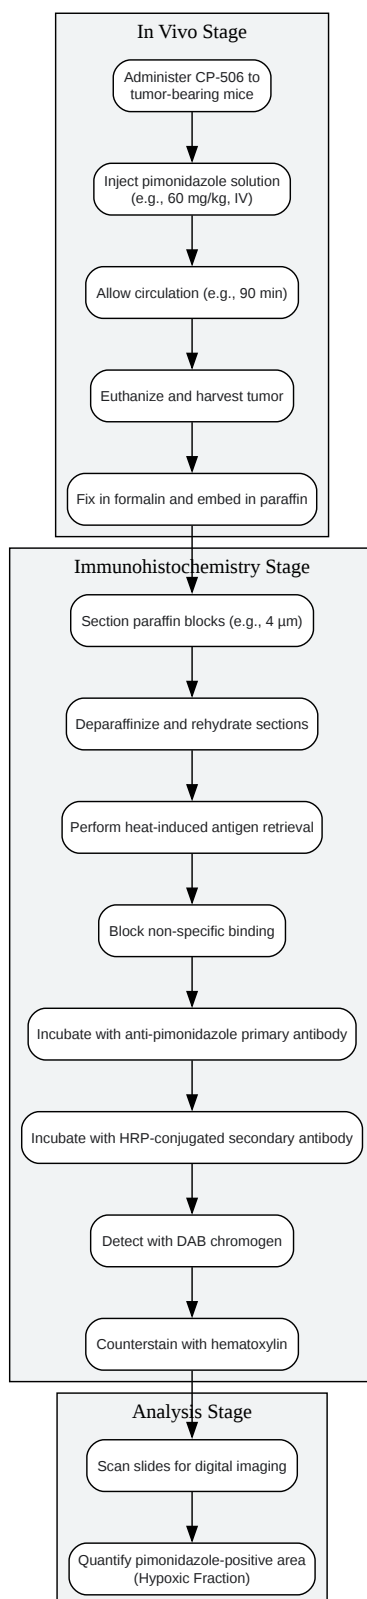 In Vivo Stage
Administer CP-506 to
tumor-bearing mice
Inject pimonidazole solution
(e.g., 60 mg/kg, IV)
Allow circulation (e.g., 90 min)
Euthanize and harvest tumor
Fix in formalin and embed in paraffin
Immunohistochemistry Stage
Section paraffin blocks (e.g., 4 µm)
Deparaffinize and rehydrate sections
Perform heat-induced antigen retrieval
Block non-specific binding
Incubate with anti-pimonidazole primary antibody
Incubate with HRP-conjugated secondary antibody
Detect with DAB chromogen
Counterstain with hematoxylin
Analysis Stage
Scan slides for digital imaging
Quantify pimonidazole-positive area
(Hypoxic Fraction)